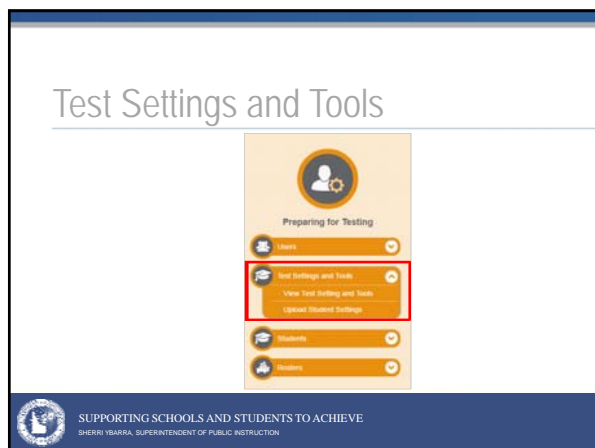 Test Settings and Tools
Preparing for Testing
Users
Test Settings and Tools
View Test Setting and Tools
Upload Student Settings
Students
Rosters
SUPPORTING SCHOOLS AND STUDENTS TO ACHIEVE
SHERRI YBARRA, SUPERINTENDENT OF PUBLIC INSTRUCTION